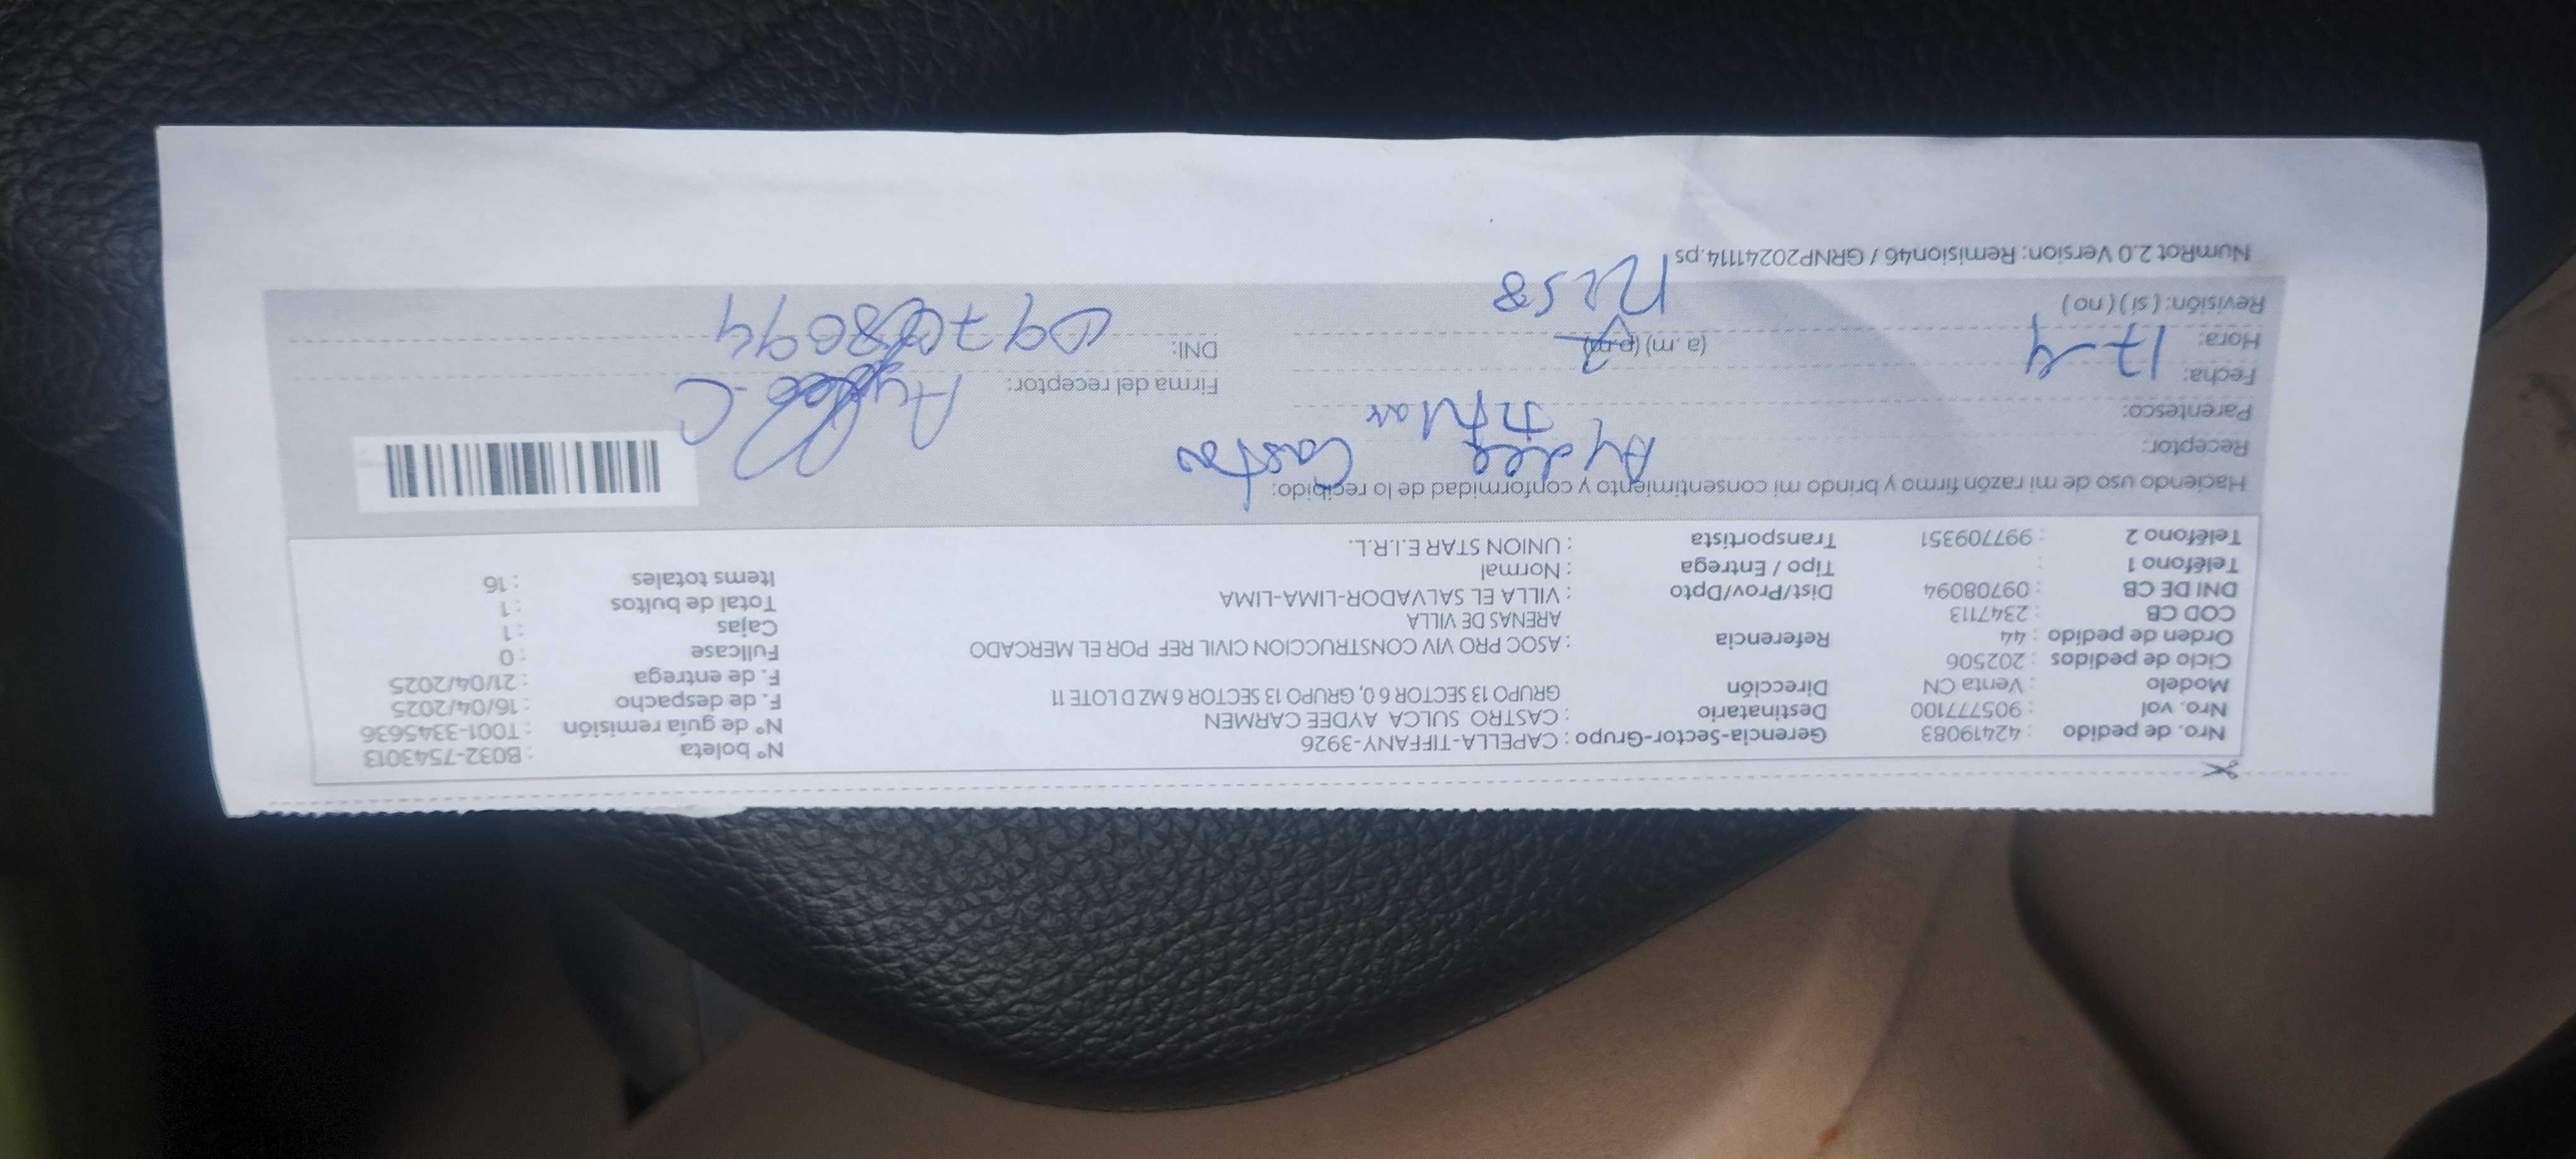 Nro. de pedido : 42419083 Gerencia-Sector-Grupo : CAPELLA-TIFFANY-3926 N° boleta : B032-7543013
Nro. val : 905777100 Destinatario : CASTRO SULCA AYDEE CARMEN N° de guía remisión : T001-3345636
Modelo : Venta CN Dirección GRUPO 13 SECTOR 6 0, GRUPO 13 SECTOR 6 MZ D LOTE 11 F. de despacho : 16/04/2025
Ciclo de pedidos : 202506 F. de entrega : 21/04/2025
Orden de pedido : 44 Referencia : ASOC PRO VIV CONSTRUCCION CIVIL REF POR EL MERCADO Fullcase : 0
COD CB : 2347113 ARENAS DE VILLA Cajas : 1
DNI DE CB : 09708094 Dist/Prov/Dpto : VILLA EL SALVADOR-LIMA-LIMA Total de bultos : 1
Teléfono 1 : Tipo / Entrega : Normal Items totales : 16
Teléfono 2 : 997709351 Transportista : UNION STAR E.I.R.L.
Haciendo uso de mi razón firmo y brindo mi consentimiento y conformidad de lo recibido:
Receptor: Aydee Castro
Parentesco: titular
Fecha: 17-4 Firma del receptor: Aydee C
Hora: (a. m) (p.m) DNI: 09708094
Revisión: ( si ) ( no ) 12:58
NumRot 2.0 Version: Remision46 / GRNP20241114.ps